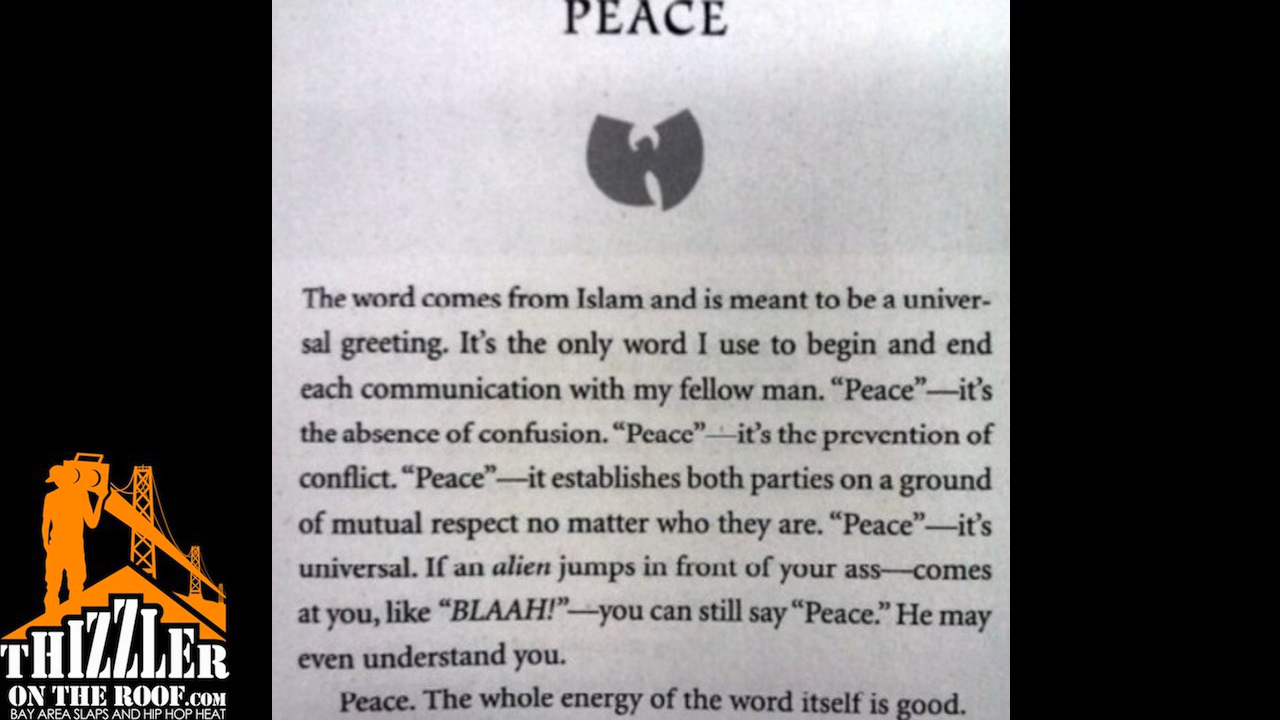 PEACE
The word comes from Islam and is meant to be a univer-
sal greeting. It's the only word I use to begin and end
each communication with my fellow man. “Peace”—it's
the absence of confusion. “Peace”—it's the prevention of
conflict. “Peace”—it establishes both parties on a ground
of mutual respect no matter who they are. “Peace”—it's
universal. If an alien jumps in front of your ass—comes
at you, like “BLAAH!”—you can still say “Peace.” He may
even understand you.
Peace. The whole energy of the word itself is good.
THIZZLER
ON THE ROOF.COM
BAY AREA SLAPS AND HIP HOP HEAT